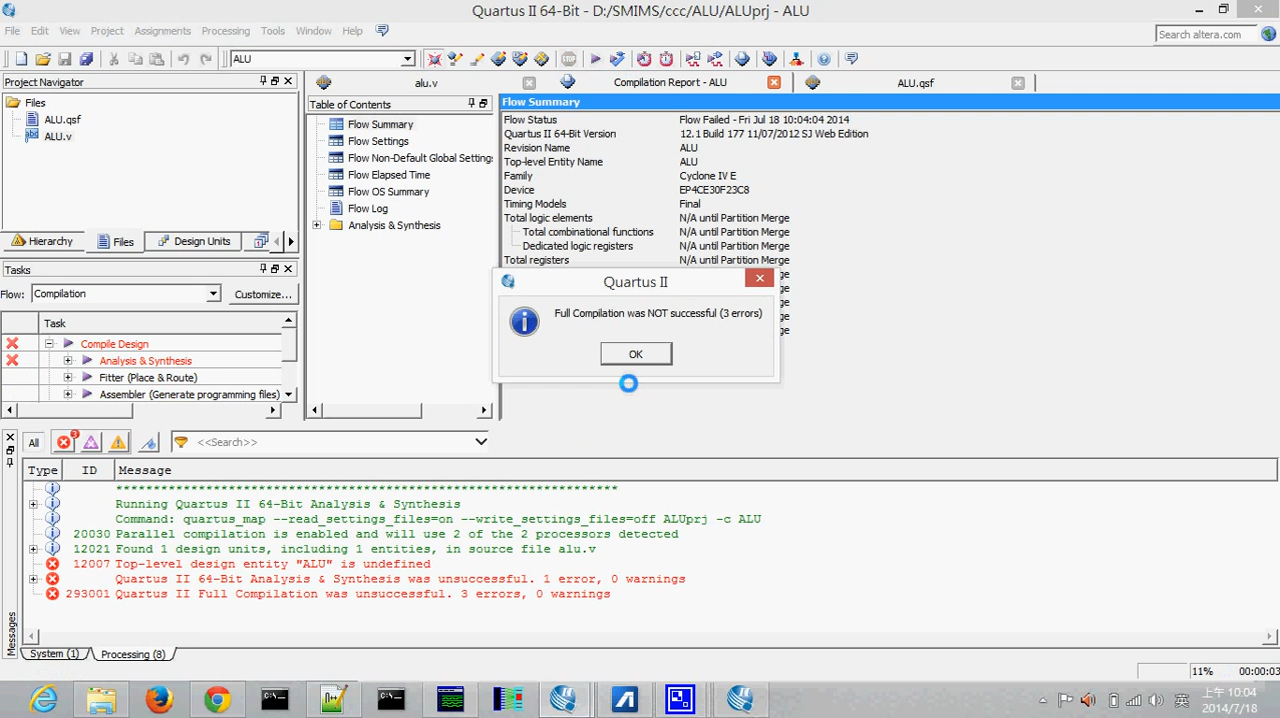 Quartus II 64-Bit - D:/SMIMS/ccc/ALU/ALUprj - ALU
File Edit View Project Assignments Processing Tools Window Help
Search altera.com
ALU
Project Navigator
alu.v
Compilation Report - ALU
ALU.qsf
Files
ALU.qsf
ALU.v
Hierarchy
Files
Design Units
Table of Contents
Flow Summary
Flow Settings
Flow Non-Default Global Settings
Flow Elapsed Time
Flow OS Summary
Flow Log
Analysis & Synthesis
Flow Summary
Flow Status Flow Failed - Fri Jul 18 10:04:04 2014
Quartus II 64-Bit Version 12.1 Build 177 11/07/2012 SJ Web Edition
Revision Name ALU
Top-level Entity Name ALU
Family Cyclone IV E
Device EP4CE30F23C8
Timing Models Final
Total logic elements N/A until Partition Merge
Total combinational functions N/A until Partition Merge
Dedicated logic registers N/A until Partition Merge
Total registers N/A until Partition Merge
ge
ge
ge
ge
ge
Quartus II
Full Compilation was NOT successful (3 errors)
OK
Tasks
Flow: Compilation
Customize...
Task
Compile Design
Analysis & Synthesis
Fitter (Place & Route)
Assembler (Generate programming files)
All
3
<<Search>>
Type ID Message
*******************************************************************
Running Quartus II 64-Bit Analysis & Synthesis
Command: quartus_map --read_settings_files=on --write_settings_files=off ALUprj -c ALU
20030 Parallel compilation is enabled and will use 2 of the 2 processors detected
12021 Found 1 design units, including 1 entities, in source file alu.v
12007 Top-level design entity "ALU" is undefined
Quartus II 64-Bit Analysis & Synthesis was unsuccessful. 1 error, 0 warnings
293001 Quartus II Full Compilation was unsuccessful. 3 errors, 0 warnings
Messages
System (1)
Processing (8)
11% 00:00:03
英
上午 10:04
2014/7/18